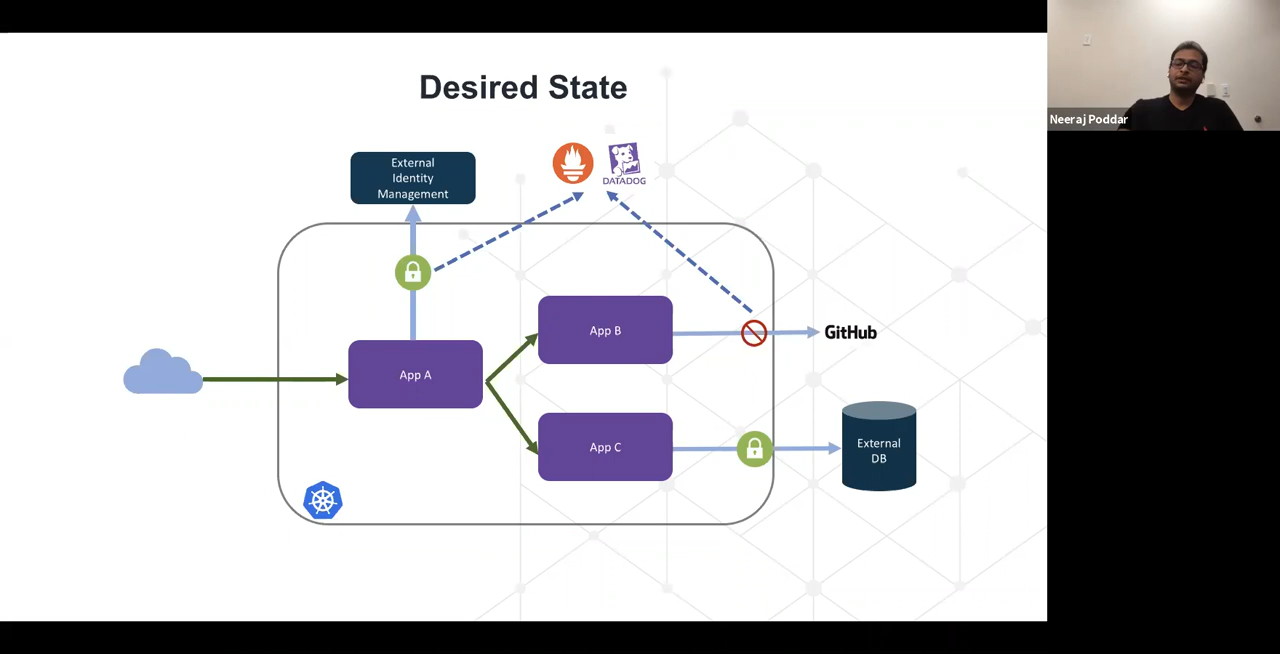 Desired State
Neeraj Poddar
External
Identity
Management
DATADOG
App B
GitHub
App A
App C
External
DB